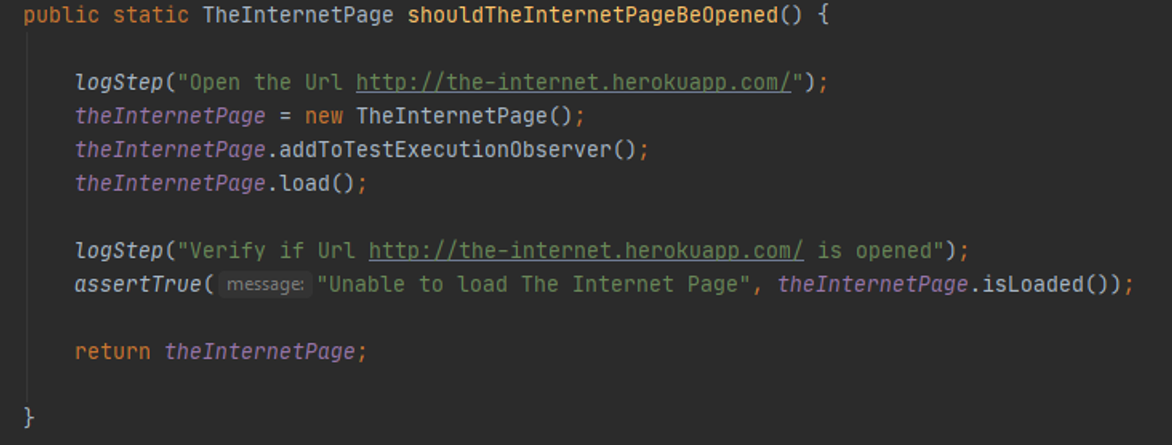 public static TheInternetPage shouldTheInternetPageBeOpened() {
logStep("Open the Url http://the-internet.herokuapp.com/");
theInternetPage = new TheInternetPage();
theInternetPage.addToTestExecutionObserver();
theInternetPage.load();
logStep("Verify if Url http://the-internet.herokuapp.com/ is opened");
assertTrue( message: "Unable to load The Internet Page", theInternetPage.isLoaded());
return theInternetPage;
}